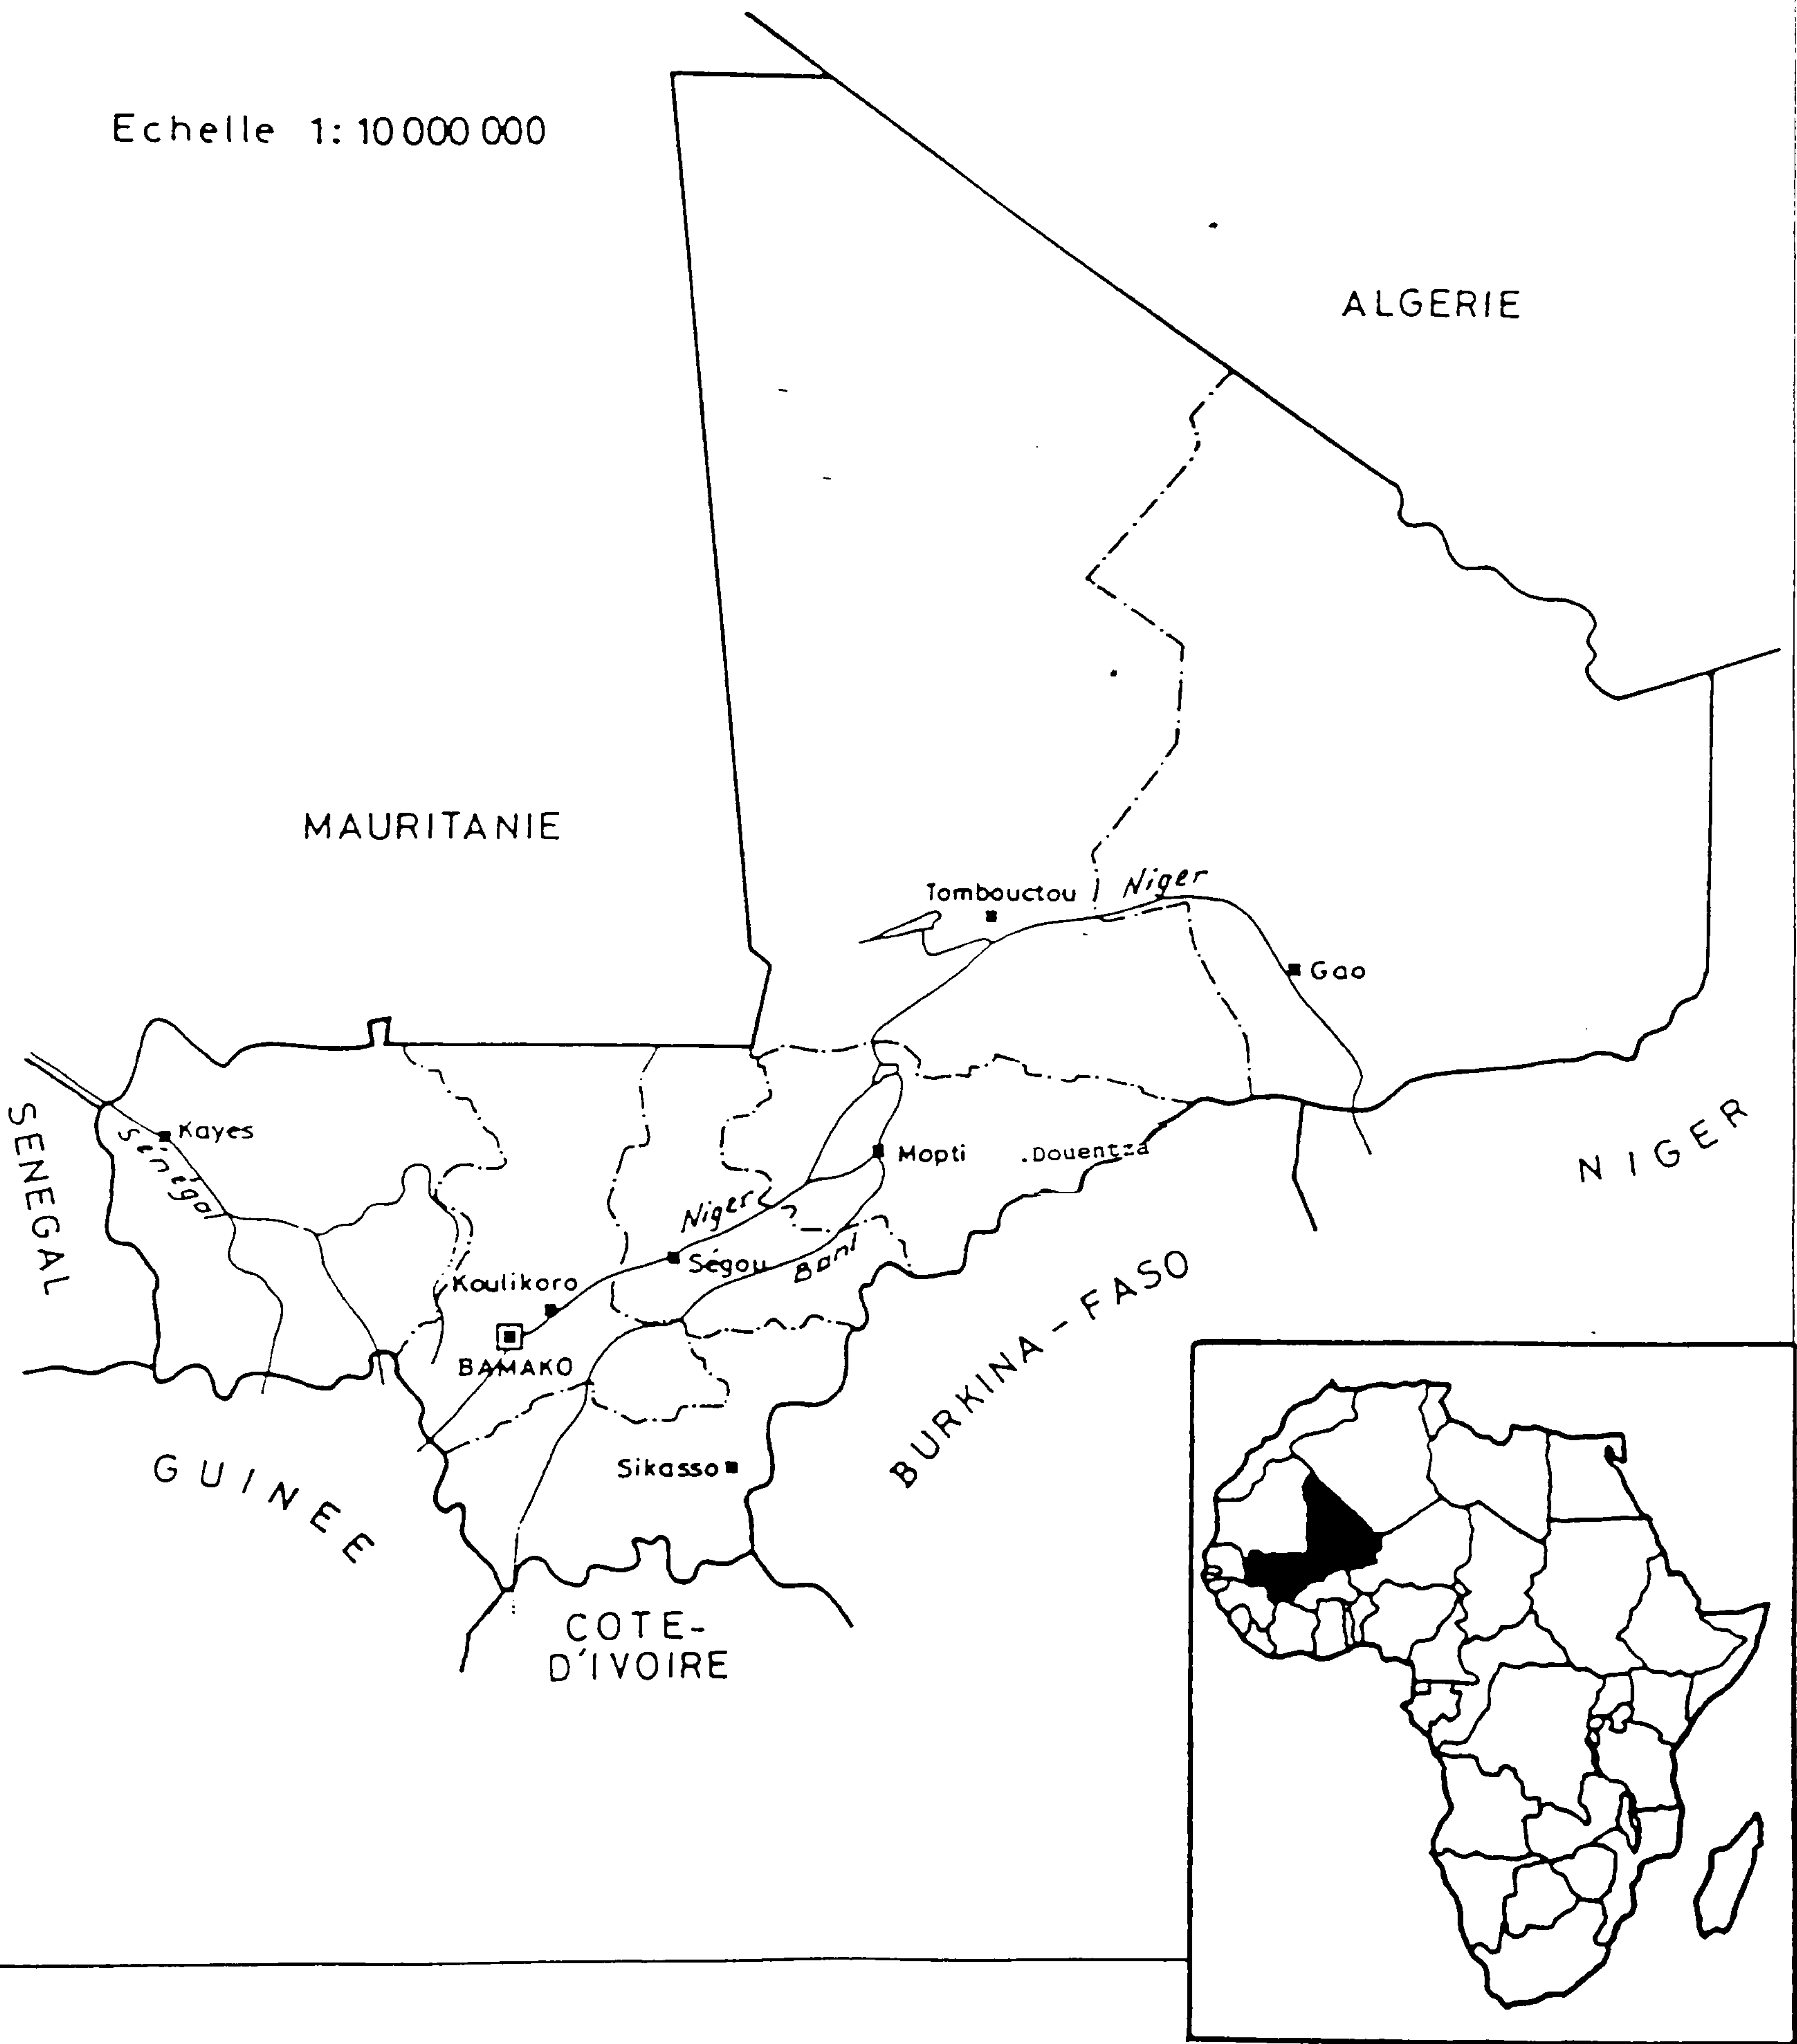 Echelle 1: 10 000 000
ALGERIE
MAURITANIE
Tombouctou
Niger
Gao
SENEGAL
Kayes
Sénégal
Mopti
.Douentza
NIGER
Niger
Ségou
Bani
Koulikoro
BAMAKO
BURKINA-FASO
Sikasso
GUINEE
COTE-
D'IVOIRE